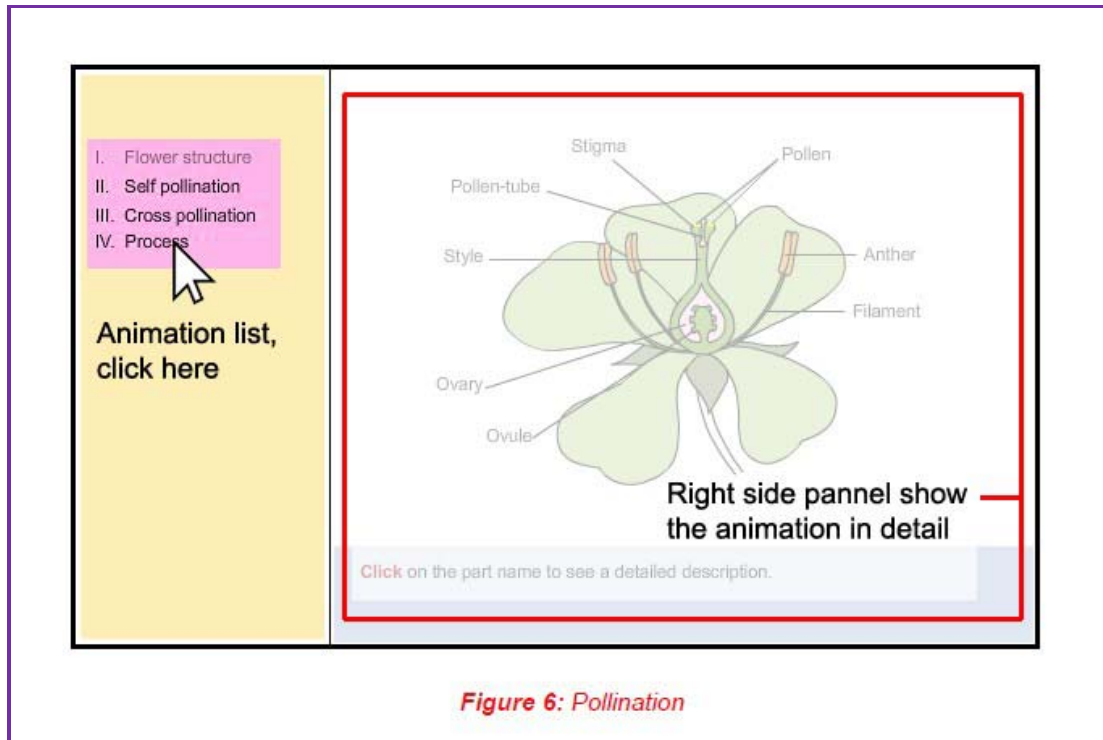 I. Flower structure
II. Self pollination
III. Cross pollination
IV. Process
Animation list,
click here
Stigma
Pollen
Pollen-tube
Style
Anther
Filament
Ovary
Ovule
Right side pannel show
the animation in detail
Click on the part name to see a detailed description.
Figure 6: Pollination